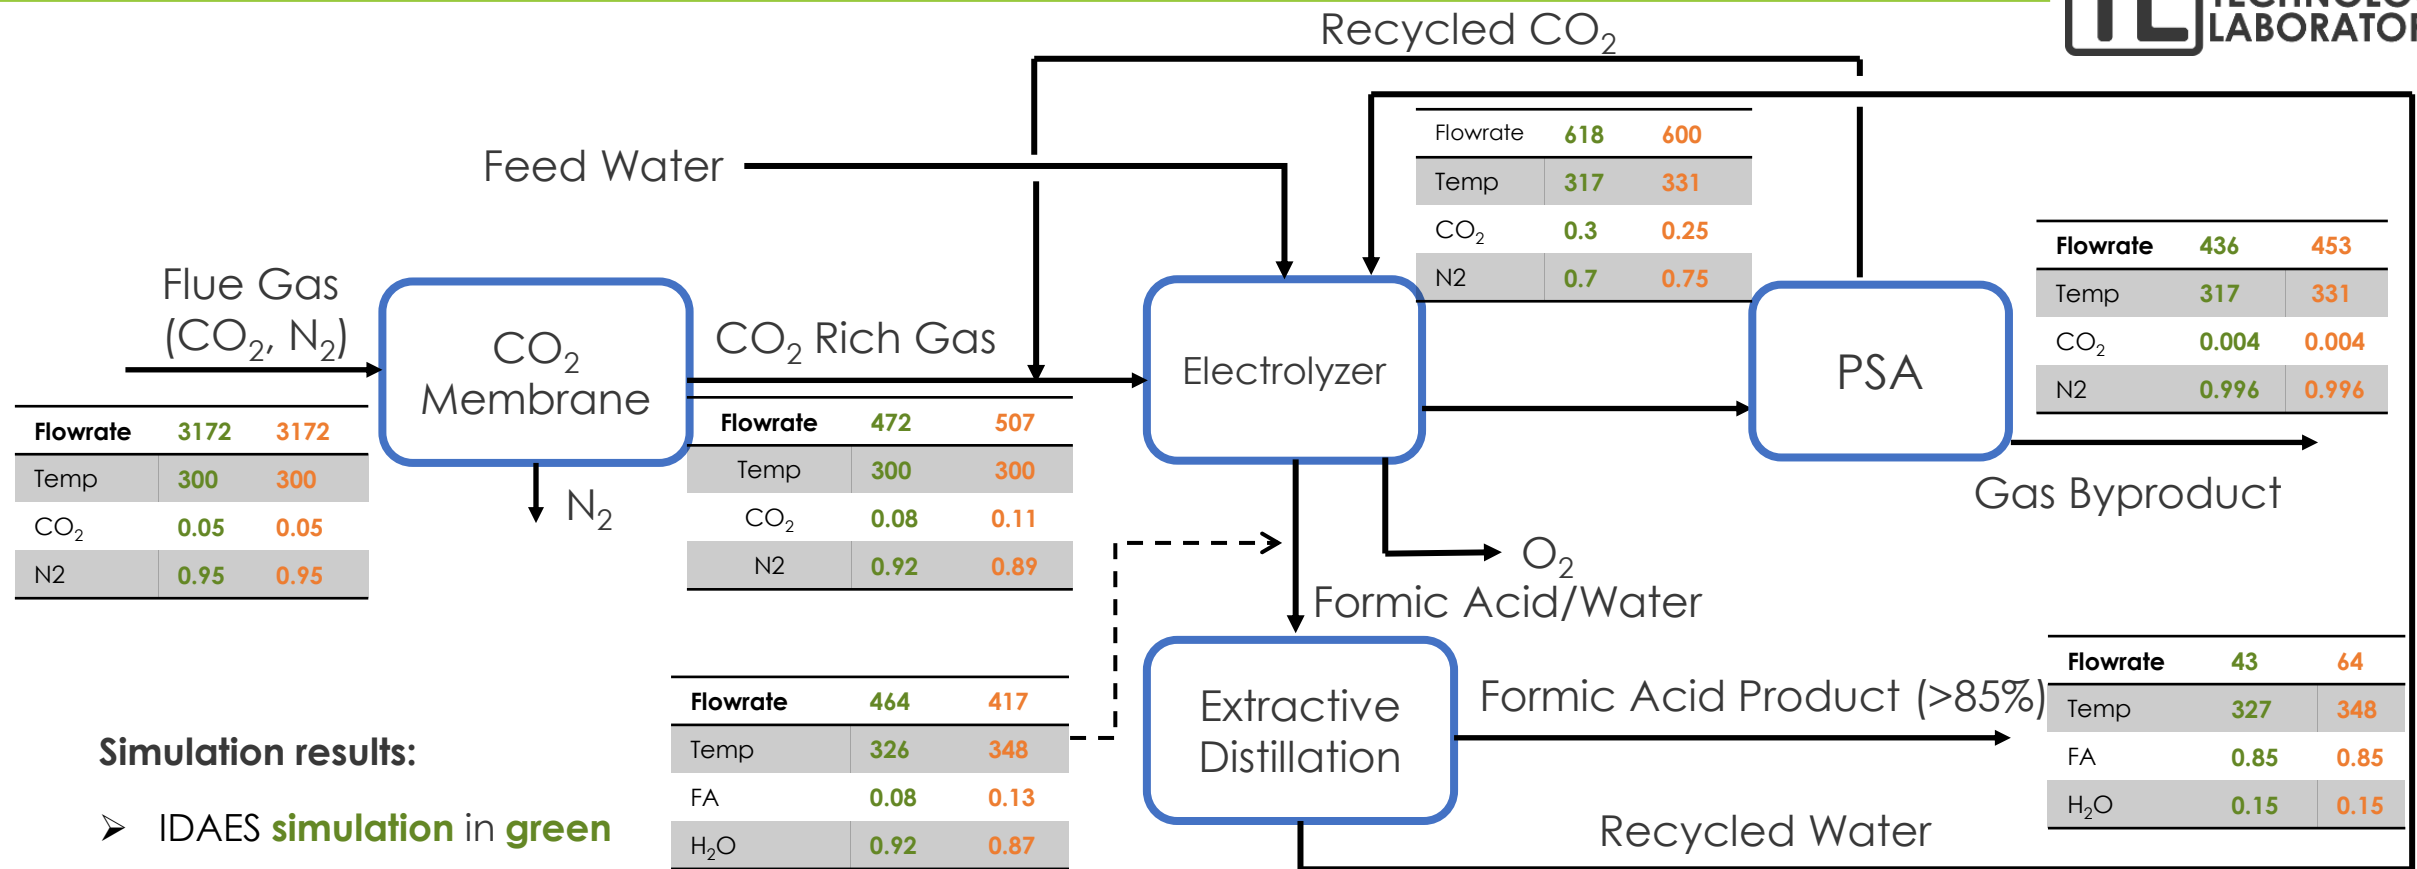 TL
LABORATOR
Recycled CO₂
Flowrate 618 600
Temp 317 331
CO₂ 0.3 0.25
N2 0.7 0.75
Feed Water
Flowrate 436 453
Temp 317 331
CO₂ 0.004 0.004
N2 0.996 0.996
Flue Gas
(CO₂, N₂)
CO₂
Membrane
CO₂ Rich Gas
Electrolyzer
PSA
Flowrate 3172 3172
Temp 300 300
CO₂ 0.05 0.05
N2 0.95 0.95
Flowrate 472 507
Temp 300 300
CO₂ 0.08 0.11
N2 0.92 0.89
N₂
Gas Byproduct
O₂
Formic Acid/Water
Flowrate 464 417
Temp 326 348
FA 0.08 0.13
H₂O 0.92 0.87
Extractive
Distillation
Formic Acid Product (>85%)
Flowrate 43 64
Temp 327 348
FA 0.85 0.85
H₂O 0.15 0.15
Recycled Water
Simulation results:
➢ IDAES simulation in green